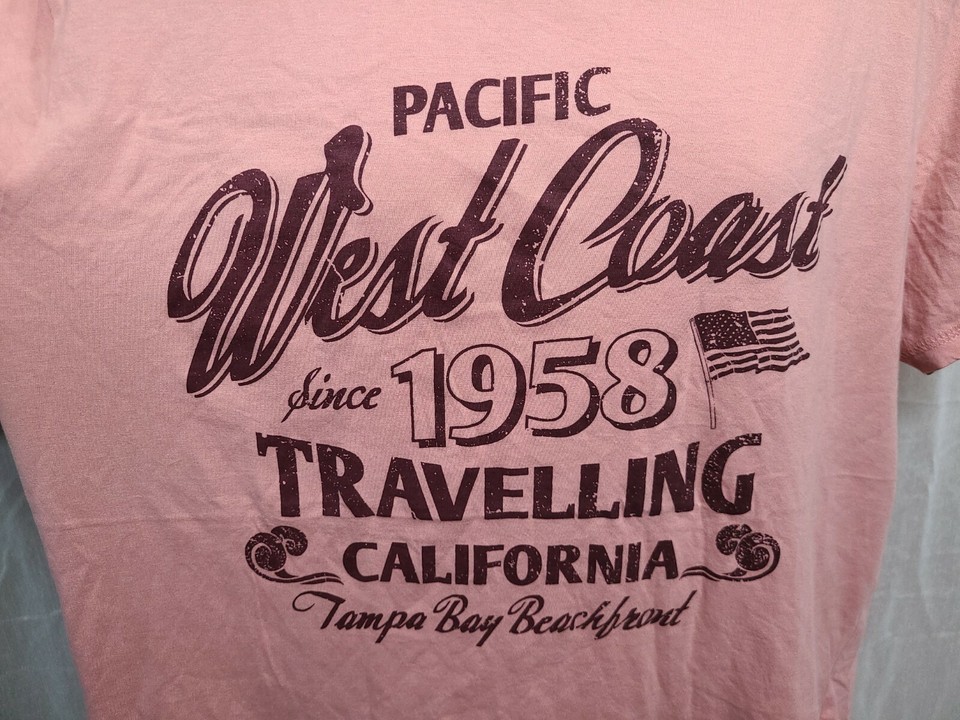 PACIFIC
West Coast
Since 1958
TRAVELLING
CALIFORNIA
Tampa Bay Beachfront